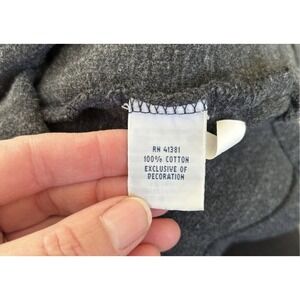 RN 41381
100% COTTON
EXCLUSIVE OF
DECORATION